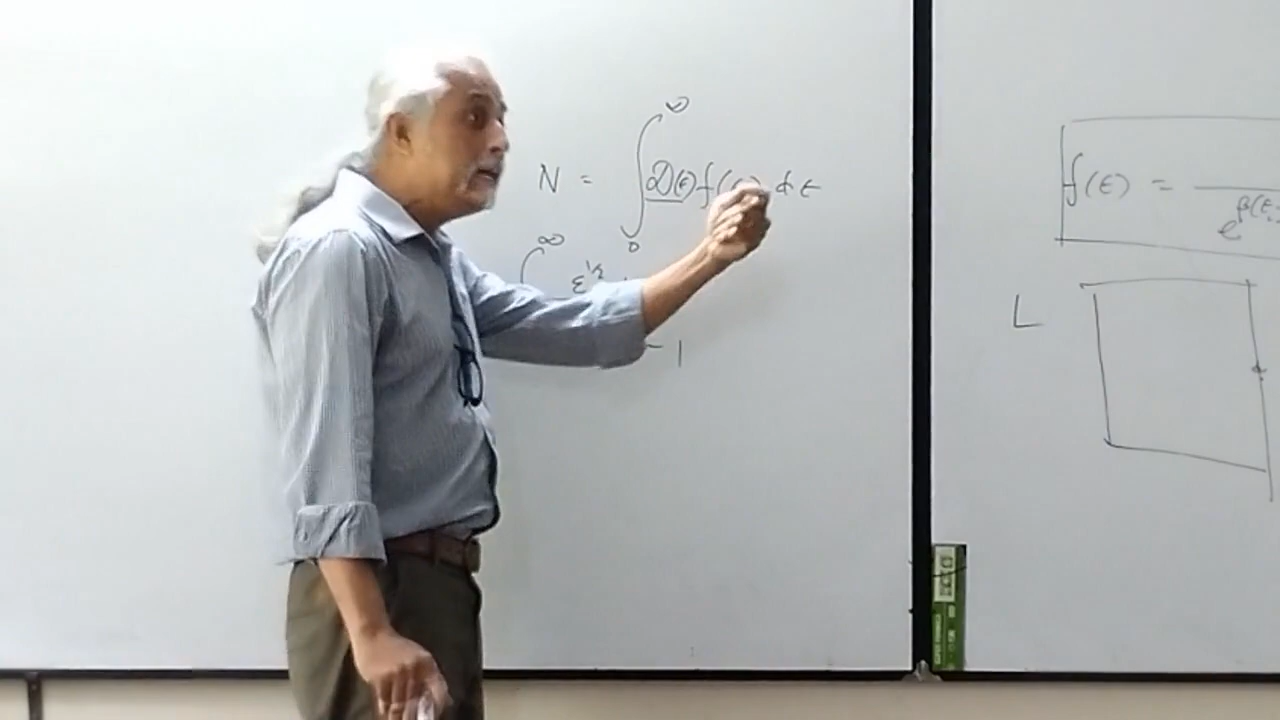 N = ∫₀^∞ D(ε) f(ε) dε
∞
ε^½
- 1
f(ε) =
e^β(ε
L